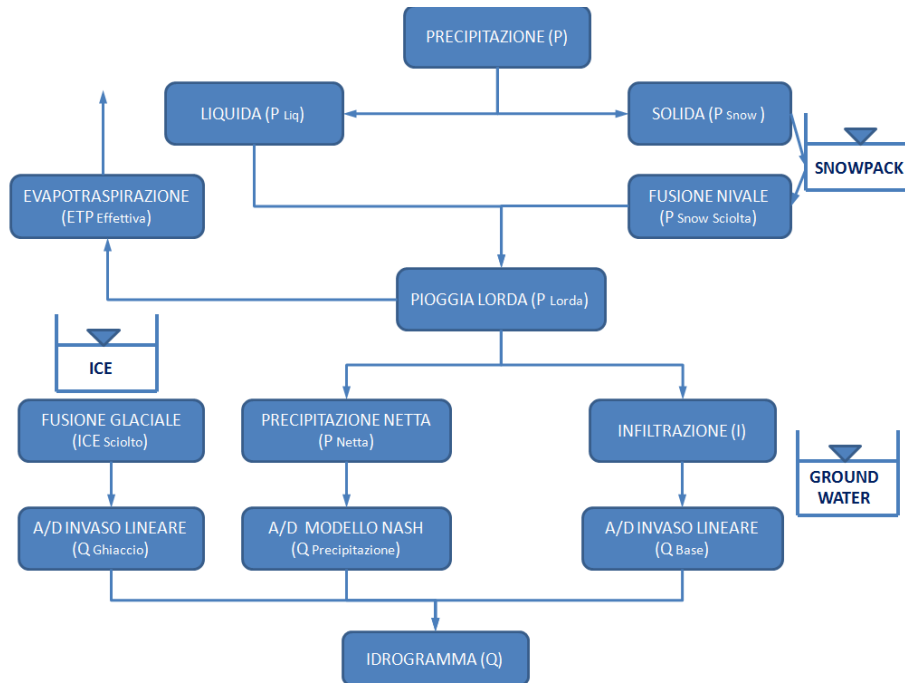 PRECIPITAZIONE (P)
LIQUIDA (P Liq)
SOLIDA (P Snow )
SNOWPACK
EVAPOTRASPIRAZIONE
(ETP Effettiva)
FUSIONE NIVALE
(P Snow Sciolta)
PIOGGIA LORDA (P Lorda)
ICE
FUSIONE GLACIALE
(ICE Sciolto)
PRECIPITAZIONE NETTA
(P Netta)
INFILTRAZIONE (I)
GROUND
WATER
A/D INVASO LINEARE
(Q Ghiaccio)
A/D MODELLO NASH
(Q Precipitazione)
A/D INVASO LINEARE
(Q Base)
IDROGRAMMA (Q)